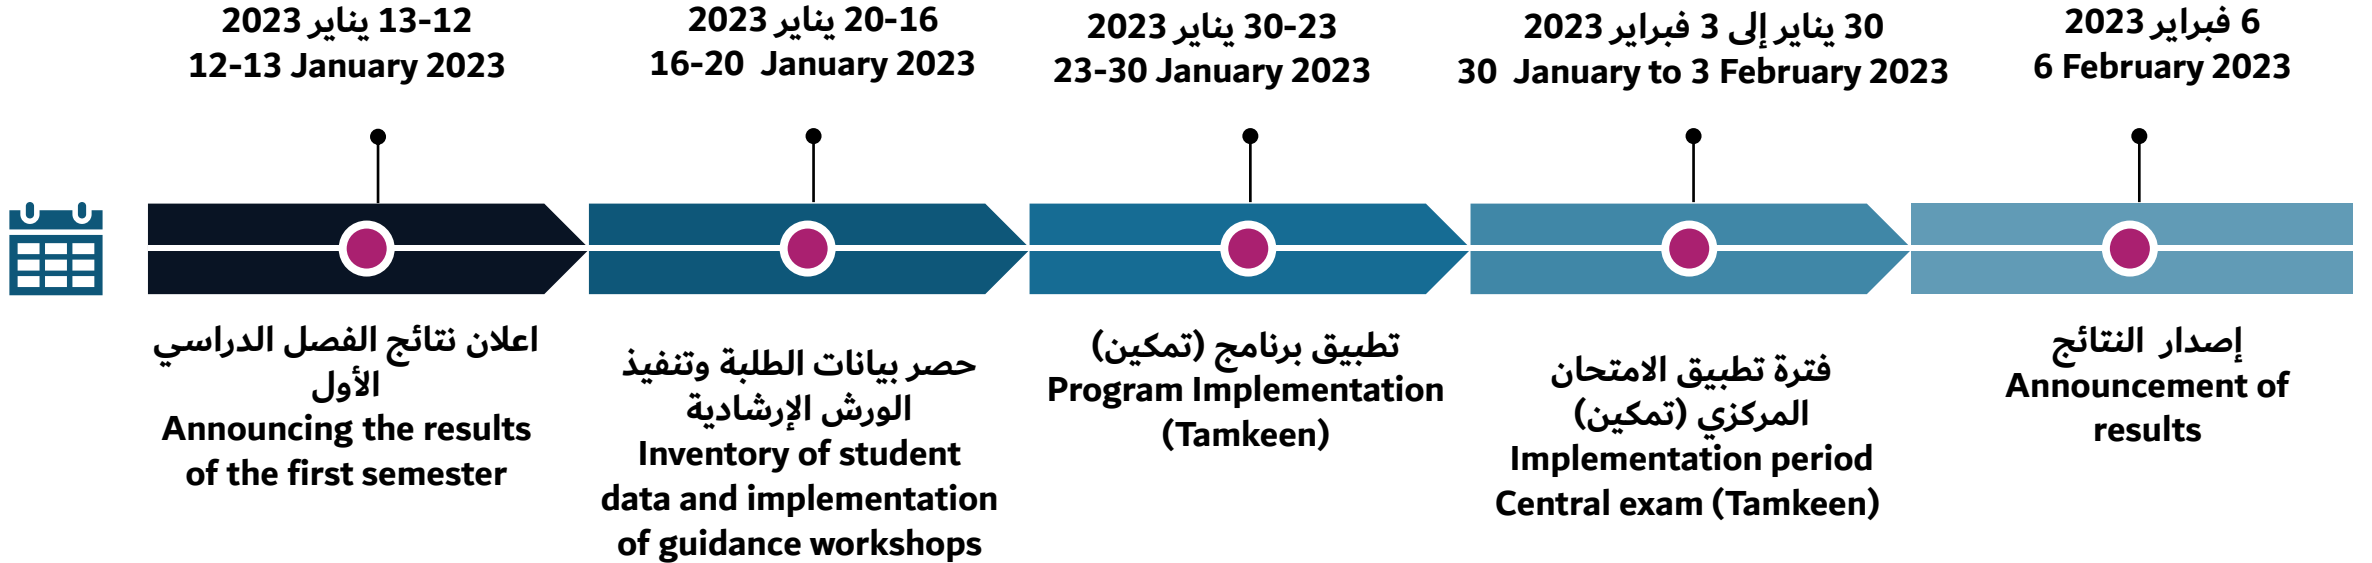 12-13 يناير 2023
12-13 January 2023
16-20 يناير 2023
16-20 January 2023
23-30 يناير 2023
23-30 January 2023
30 يناير إلى 3 فبراير 2023
30 January to 3 February 2023
6 فبراير 2023
6 February 2023
اعلان نتائج الفصل الدراسي
الأول
Announcing the results
of the first semester
حصر بيانات الطلبة وتنفيذ
الورش الإرشادية
Inventory of student
data and implementation
of guidance workshops
تطبيق برنامج (تمكين)
Program Implementation
(Tamkeen)
فترة تطبيق الامتحان
المركزي (تمكين)
Implementation period
Central exam (Tamkeen)
إصدار النتائج
Announcement of
results